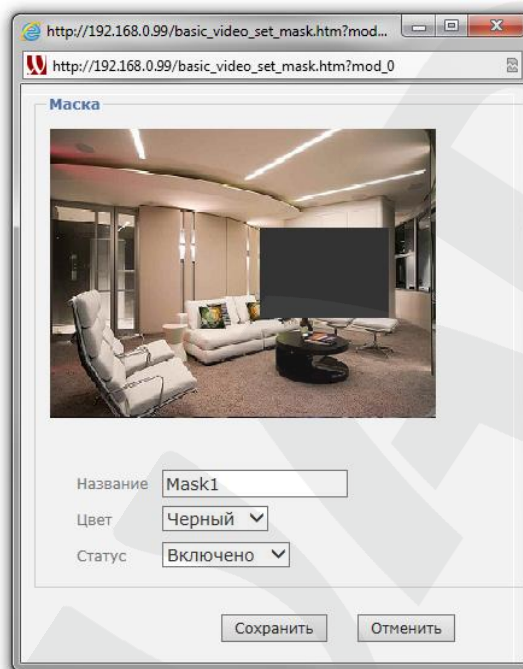 http://192.168.0.99/basic_video_set_mask.htm?mod...
http://192.168.0.99/basic_video_set_mask.htm?mod_0
Маска
Название Mask1
Цвет Черный
Статус Включено
Сохранить Отменить